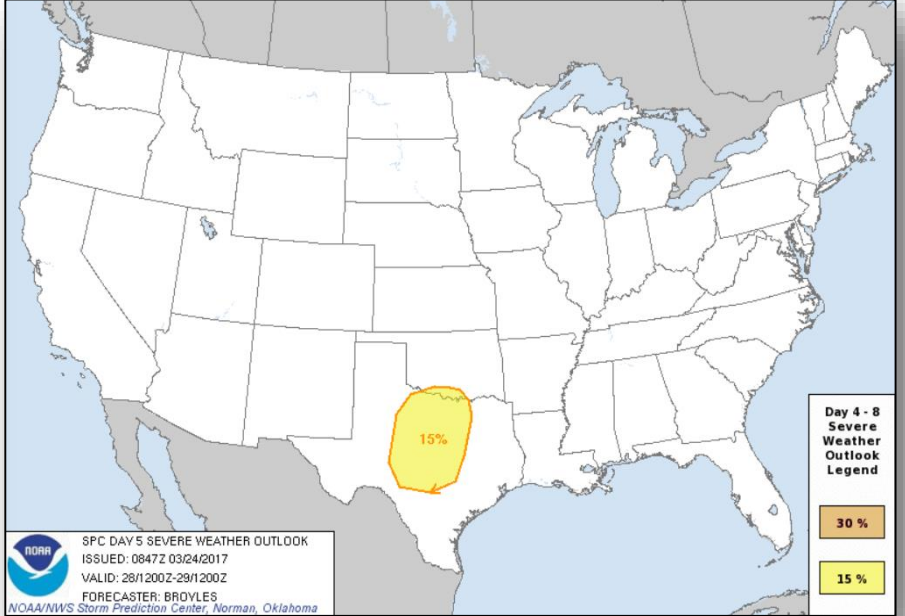 15%
Day 4 - 8
Severe
Weather
Outlook
Legend
30 %
15 %
NOAA
SPC DAY 5 SEVERE WEATHER OUTLOOK
ISSUED: 0847Z 03/24/2017
VALID: 28/1200Z-29/1200Z
FORECASTER: BROYLES
NOAA/NWS Storm Prediction Center, Norman, Oklahoma